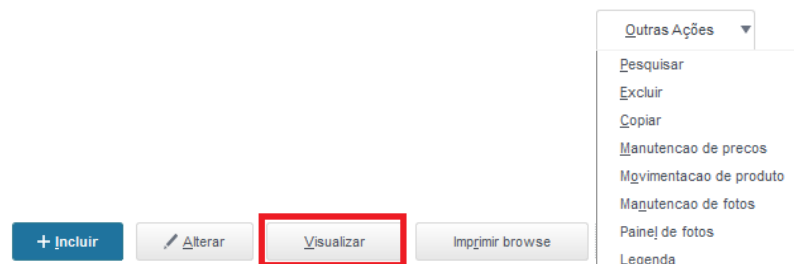 Outras Ações
Pesquisar
Excluir
Copiar
Manutencao de precos
Movimentacao de produto
Manutencao de fotos
Painel de fotos
Legenda
+ Incluir
Alterar
Visualizar
Imprimir browse